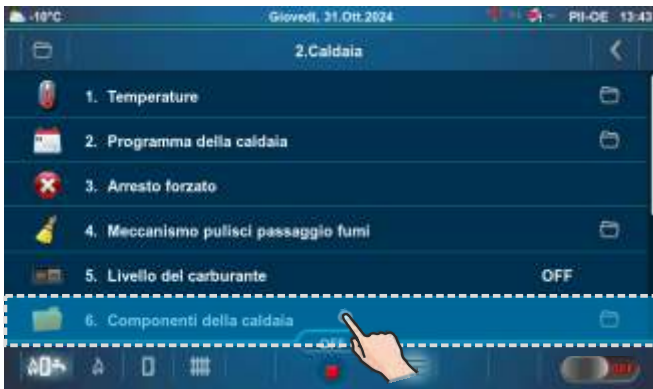 -10°C Giovedì, 31.Ott.2024 PII-OE 13:43
2.Caldaia
1. Temperature
2. Programma della caldaia
3. Arresto forzato
4. Meccanismo pulisci passaggio fumi
5. Livello del carburante OFF
6. Componenti della caldaia
OFF
OFF